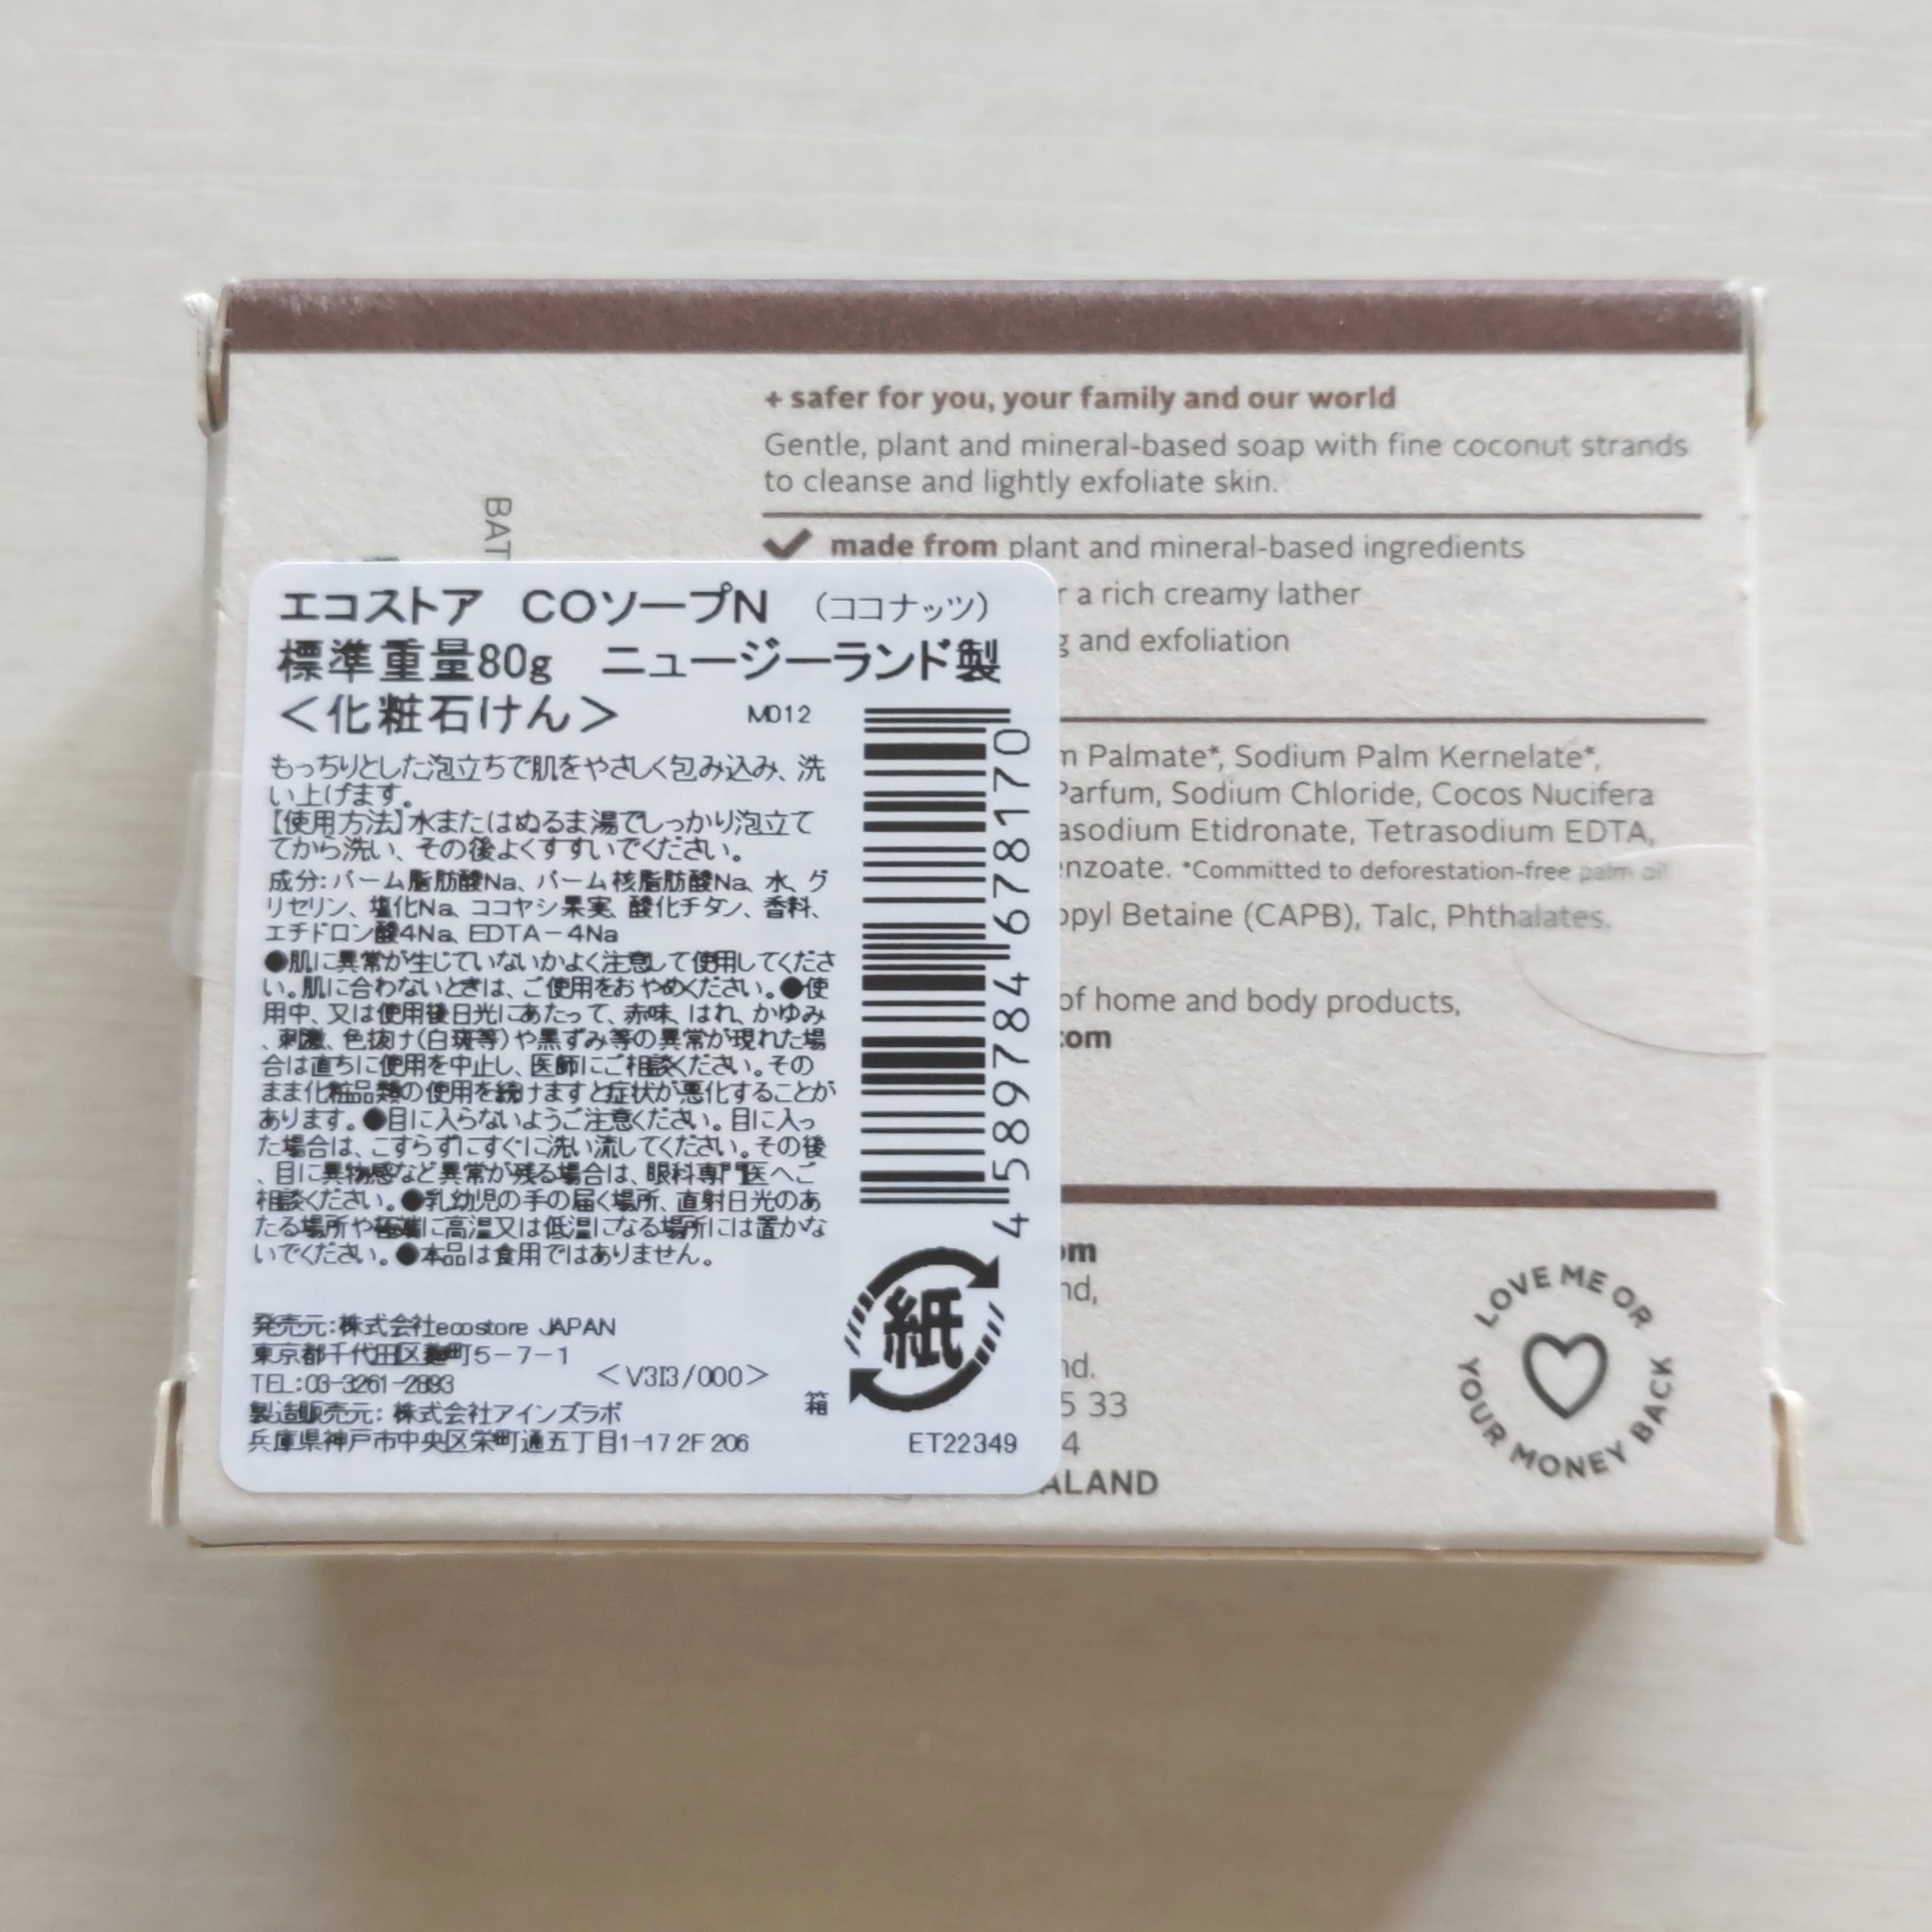 + safer for you, your family and our world
Gentle, plant and mineral-based soap with fine coconut strands
to cleanse and lightly exfoliate skin.
made from plant and mineral-based ingredients
r a rich creamy lather
g and exfoliation
m Palmate*, Sodium Palm Kernelate*,
Parfum, Sodium Chloride, Cocos Nucifera
asodium Etidronate, Tetrasodium EDTA,
enzoate. *Committed to deforestation-free palm oil
opyl Betaine (CAPB), Talc, Phthalates.
of home and body products,
com
om
nd,
nd.
5 33
4
ALAND
LOVE ME OR
YOUR MONEY BACK
BAT
エコストア COソープN (ココナッツ)
標準重量80g ニュージーランド製
<化粧石けん> M012
もっちりとした泡立ちで肌をやさしく包み込み、洗
い上げます。
【使用方法】水またはぬるま湯でしっかり泡立て
てから洗い、その後よくすすいでください。
成分:パーム脂肪酸Na、パーム核脂肪酸Na、水、グ
リセリン、塩化Na、ココヤシ果実、酸化チタン、香料、
エチドロン酸4Na、EDTA-4Na
●肌に異常が生じていないかよく注意して使用してくださ
い。肌に合わないときは、ご使用をおやめください。●使
用中、又は使用後日光にあたって、赤味、はれ、かゆみ
、刺激、色抜け(白斑等)や黒ずみ等の異常が現れた場
合は直ちに使用を中止し、医師にご相談ください。その
まま化粧品類の使用を続けますと症状が悪化することが
あります。●目に入らないようご注意ください。目に入っ
た場合は、こすらずにすぐに洗い流してください。その後
、目に異物感など異常が残る場合は、眼科専門医へご
相談ください。●乳幼児の手の届く場所、直射日光のあ
たる場所や極端に高温又は低温になる場所には置かな
いでください。●本品は食用ではありません。
発売元:株式会社ecostore JAPAN
東京都千代田区麹町5-7-1
TEL:03-3261-2893 <V3I3/000>
製造販売元: 株式会社アインズラボ
兵庫県神戸市中央区栄町通五丁目1-17 2F 206
4589784678170
紙
箱
ET22349